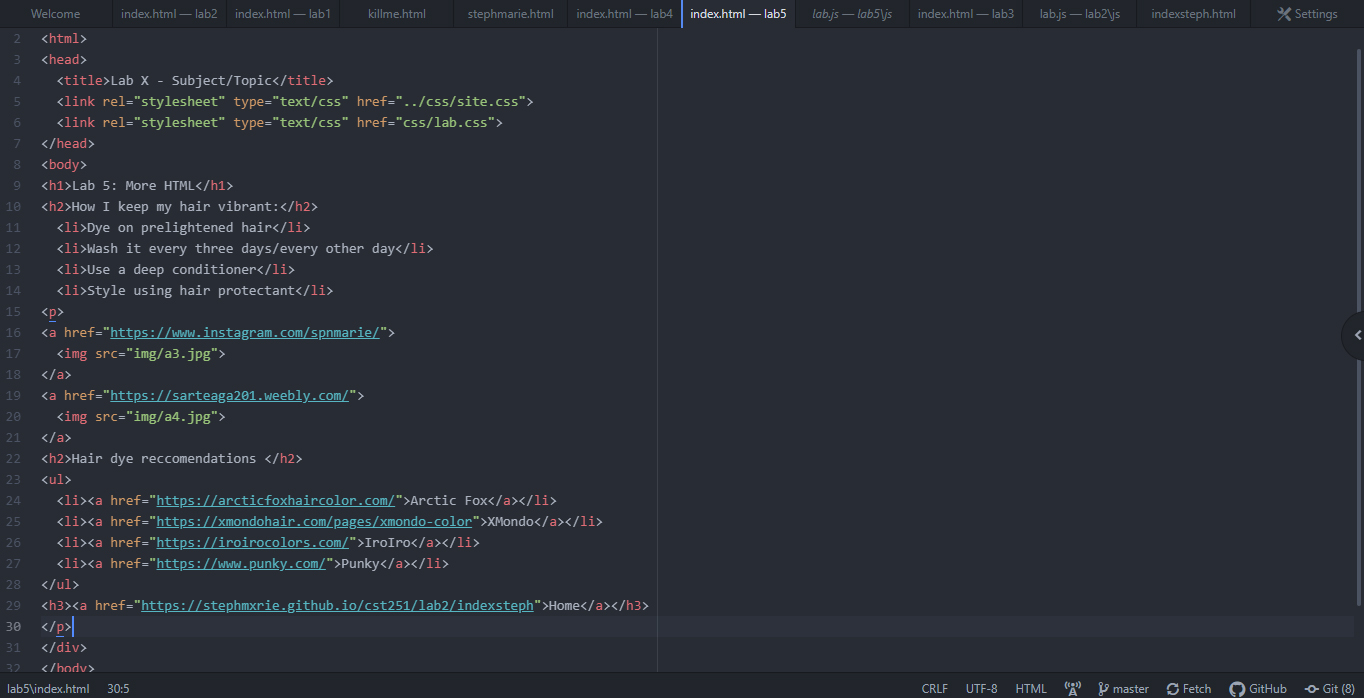 Welcome index.html — lab2 index.html — lab1 killme.html stephmarie.html index.html — lab4 index.html — lab5 lab.js — lab5\js index.html — lab3 lab.js — lab2\js indexsteph.html Settings
2 <html>
3 <head>
4 <title>Lab X - Subject/Topic</title>
5 <link rel="stylesheet" type="text/css" href="../css/site.css">
6 <link rel="stylesheet" type="text/css" href="css/lab.css">
7 </head>
8 <body>
9 <h1>Lab 5: More HTML</h1>
10 <h2>How I keep my hair vibrant:</h2>
11 <li>Dye on prelightened hair</li>
12 <li>Wash it every three days/every other day</li>
13 <li>Use a deep conditioner</li>
14 <li>Style using hair protectant</li>
15 <p>
16 <a href="https://www.instagram.com/spnmarie/">
17 <img src="img/a3.jpg">
18 </a>
19 <a href="https://sarteaga201.weebly.com/">
20 <img src="img/a4.jpg">
21 </a>
22 <h2>Hair dye reccomendations </h2>
23 <ul>
24 <li><a href="https://arcticfoxhaircolor.com/">Arctic Fox</a></li>
25 <li><a href="https://xmondohair.com/pages/xmondo-color">XMondo</a></li>
26 <li><a href="https://iroirocolors.com/">IroIro</a></li>
27 <li><a href="https://www.punky.com/">Punky</a></li>
28 </ul>
29 <h3><a href="https://stephmxrie.github.io/cst251/lab2/indexsteph">Home</a></h3>
30 </p>
31 </div>
32 </body>
lab5\index.html 30:5 CRLF UTF-8 HTML master Fetch GitHub Git (8)